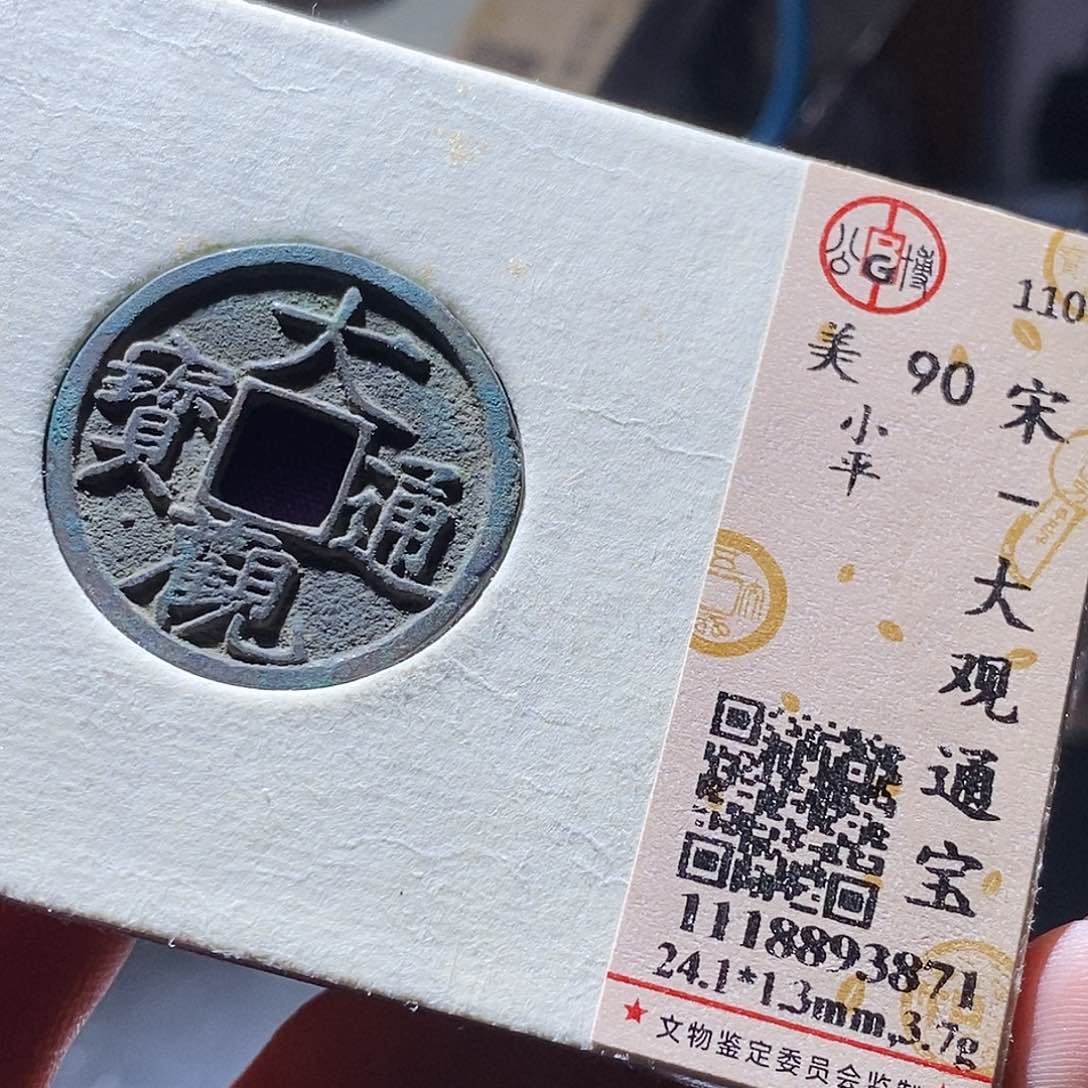 大觀通寶
公博
110
宋一大观通宝
美 90
小平
1118893871
24.1*1.3mm,3.7g
★文物鉴定委员会监制